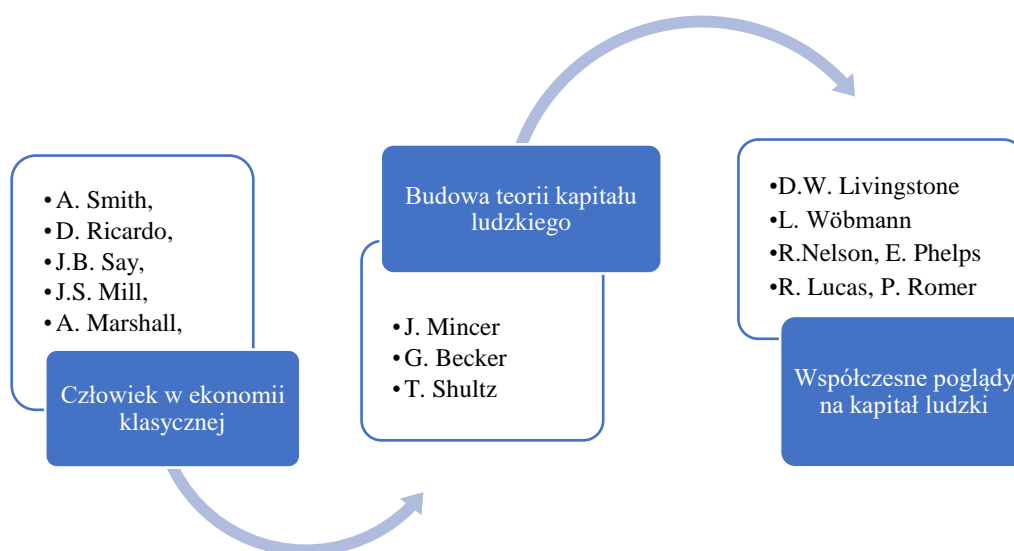 • A. Smith,
• D. Ricardo,
• J.B. Say,
• J.S. Mill,
• A. Marshall,
Człowiek w ekonomii
klasycznej
Budowa teorii kapitału
ludzkiego
• J. Mincer
• G. Becker
• T. Shultz
•D.W. Livingstone
•L. Wöbmann
•R.Nelson, E. Phelps
•R. Lucas, P. Romer
Współczesne poglądy
na kapitał ludzki